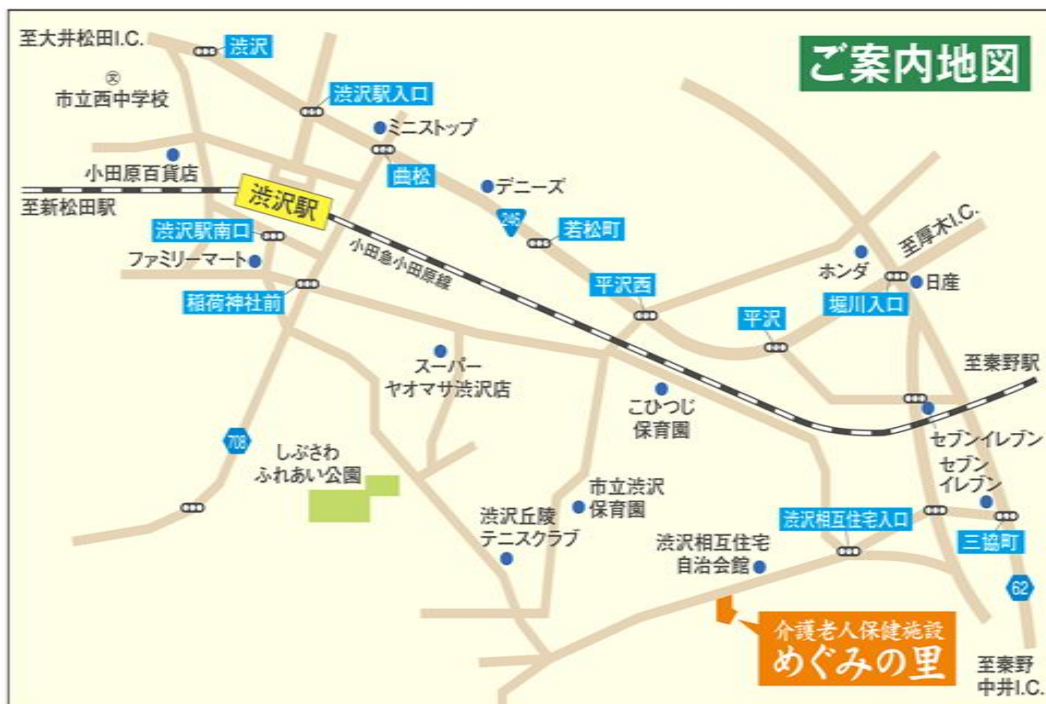 至大井松田I.C.
渋沢
ご案内地図
文
市立西中学校
渋沢駅入口
ミニストップ
小田原百貨店
曲松
デニーズ
渋沢駅
至新松田駅
246
渋沢駅南口
若松町
至厚木I.C.
ファミリーマート
小田急小田原線
ホンダ
日産
稲荷神社前
平沢西
平沢
堀川入口
スーパー
ヤオマサ渋沢店
至秦野駅
こひつじ
保育園
708
しぶさわ
ふれあい公園
セブンイレブン
セブン
イレブン
市立渋沢
保育園
渋沢丘陵
テニスクラブ
渋沢相互住宅入口
三協町
渋沢相互住宅
自治会館
62
介護老人保健施設
めぐみの里
至秦野
中井I.C.